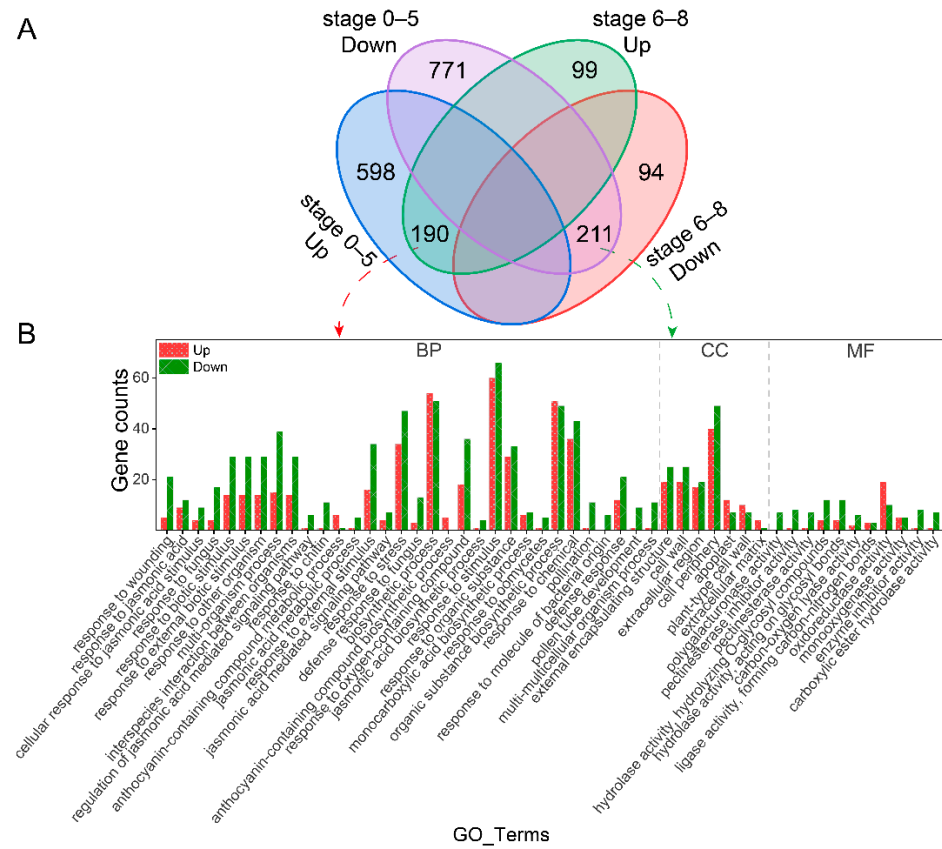 A
stage 0–5
Down
stage 6–8
Up
771
99
598
94
190
211
stage 0–5
Up
stage 6–8
Down
B
Up
Down
BP
CC
MF
Gene counts
60
40
20
response to wounding
response to jasmonic acid
cellular response to jasmonic acid stimulus
response to fungus
response to biotic stimulus
response to external biotic stimulus
response to other organism
multi-organism process
interspecies interaction between organisms
regulation of jasmonic acid mediated signaling pathway
response to chitin
anthocyanin-containing compound metabolic process
jasmonic acid metabolic process
response to external stimulus
jasmonic acid mediated signaling pathway
response to stress
defense response to fungus
biosynthetic process
anthocyanin-containing compound biosynthetic process
response to oxygen-containing compound
jasmonic acid biosynthetic process
response to stimulus
response to organic substance
monocarboxylic acid biosynthetic process
response to oomycetes
organic substance biosynthetic process
response to chemical
pollination
response to molecule of bacterial origin
defense response
pollen tube development
multi-multicellular organism process
external encapsulating structure
cell wall
extracellular region
cell periphery
apoplast
plant-type cell wall
extracellular matrix
polygalacturonase activity
pectinesterase inhibitor activity
pectinesterase activity
hydrolase activity, hydrolyzing O-glycosyl compounds
hydrolase activity, acting on glycosyl bonds
carbon-oxygen lyase activity
ligase activity, forming carbon-nitrogen bonds
oxidoreductase activity
monooxygenase activity
enzyme inhibitor activity
carboxylic ester hydrolase activity
GO_Terms